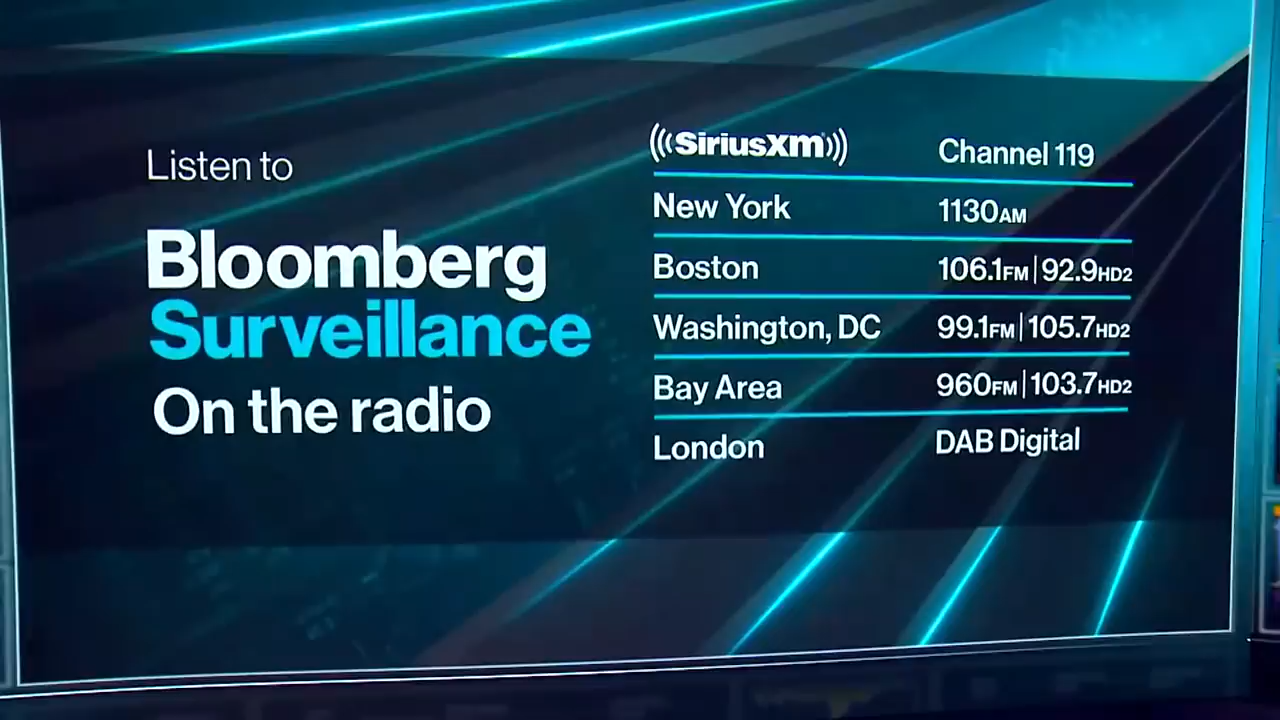 Listen to
Bloomberg
Surveillance
On the radio
SiriusXM Channel 119
New York 1130AM
Boston 106.1FM | 92.9HD2
Washington, DC 99.1FM | 105.7HD2
Bay Area 960FM | 103.7HD2
London DAB Digital